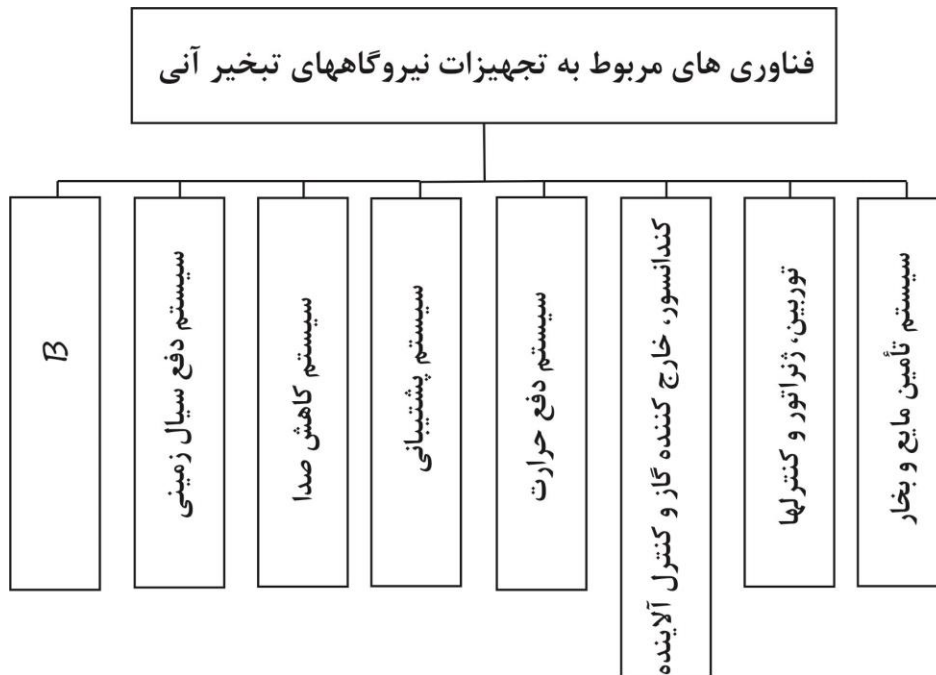 فناوری های مربوط به تجهیزات نیروگاههای تبخیر آنی
سیستم تأمین مایع و بخار
توربین، ژنراتور و کنترلها
کندانسور، خارج کننده گاز و کنترل آلاینده
سیستم دفع حرارت
سیستم پشتیبانی
سیستم کاهش صدا
سیستم دفع سیال زمینی
B